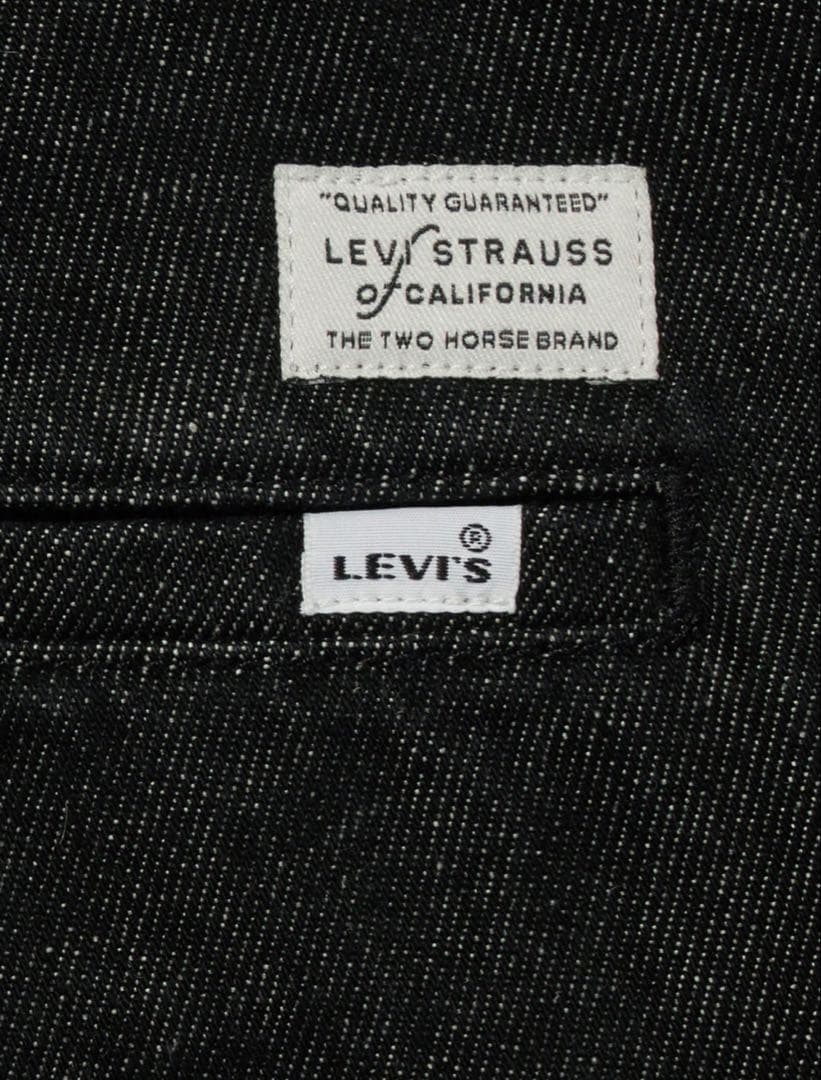 "QUALITY GUARANTEED"
LEVI STRAUSS
of CALIFORNIA
THE TWO HORSE BRAND
®
LEVI'S